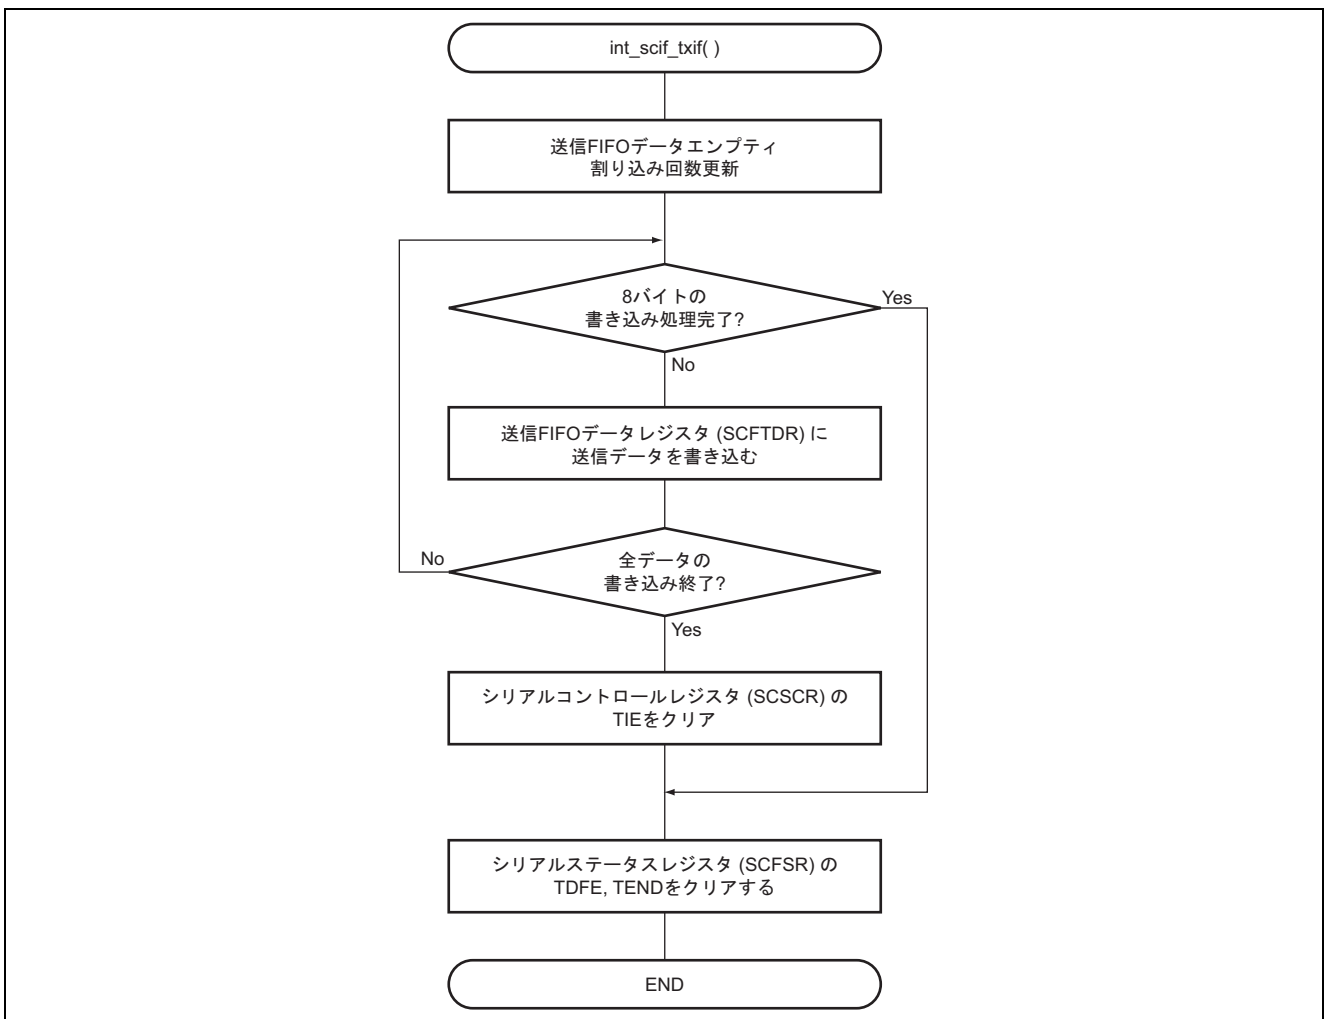 int_scif_txif( )
送信FIFOデータエンプティ
割り込み回数更新
8バイトの
書き込み処理完了?
Yes
No
送信FIFOデータレジスタ (SCFTDR) に
送信データを書き込む
全データの
書き込み終了?
No
Yes
シリアルコントロールレジスタ (SCSCR) の
TIEをクリア
シリアルステータスレジスタ (SCFSR) の
TDFE, TENDをクリアする
END